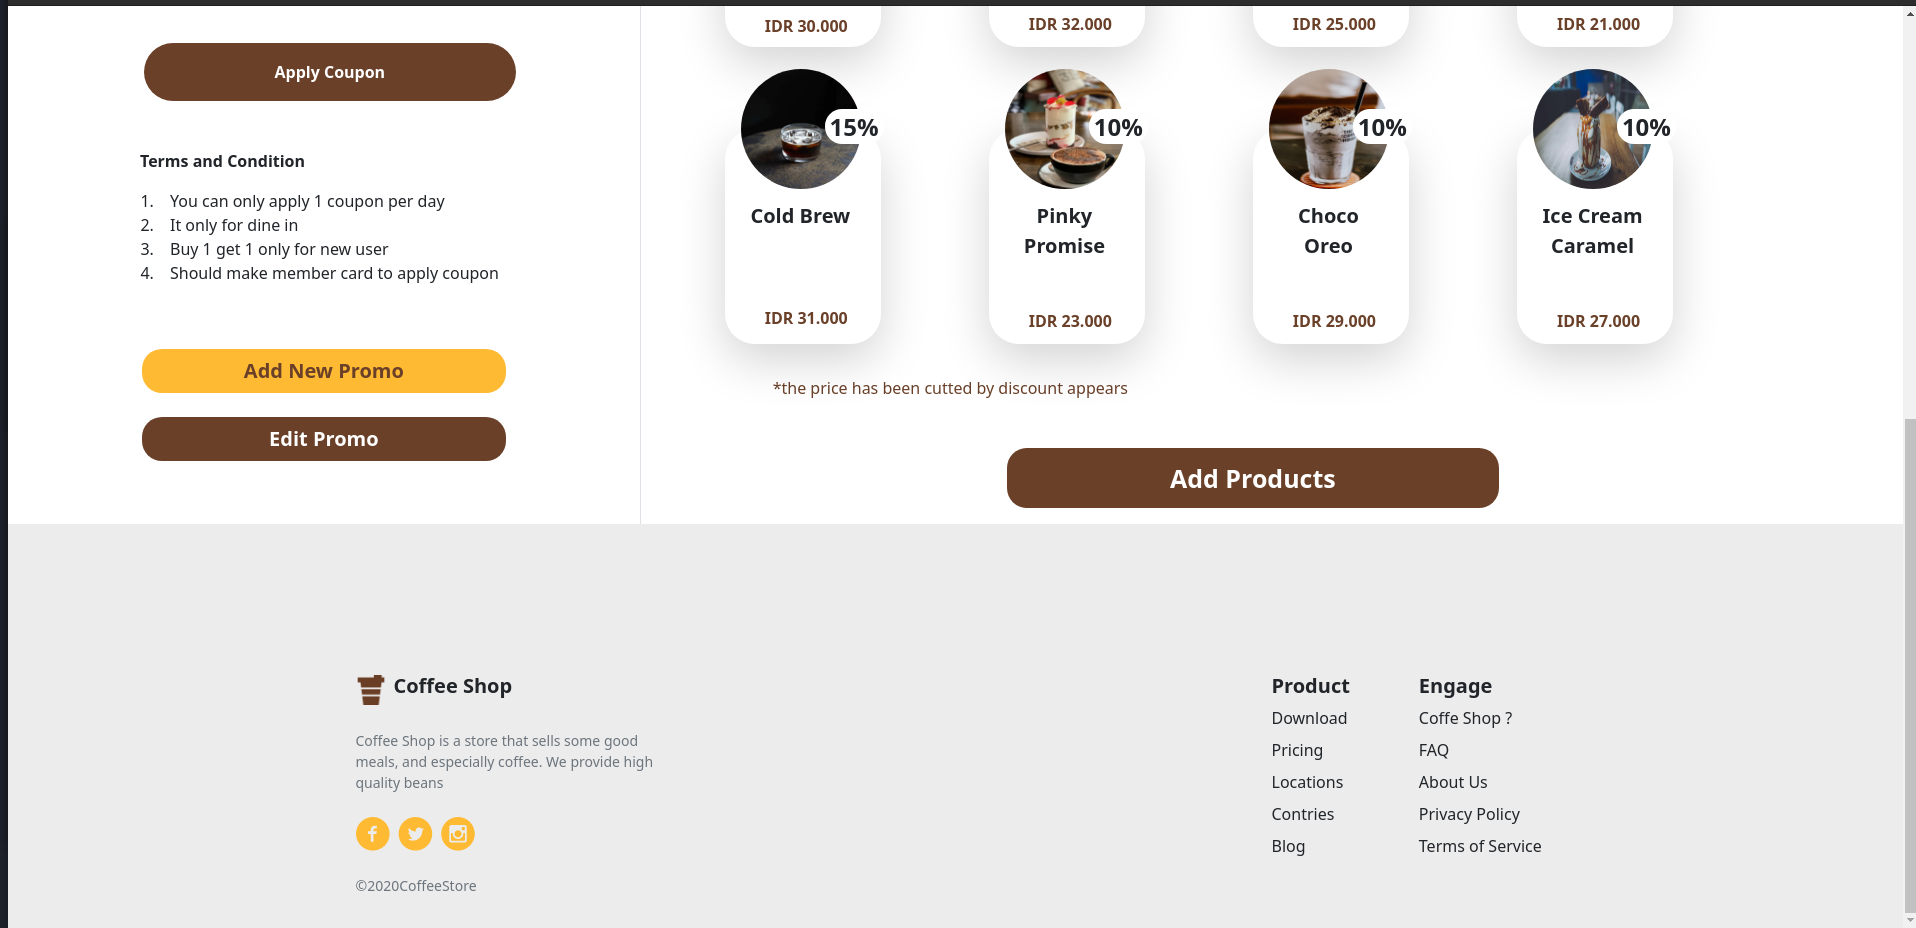 Apply Coupon
Terms and Condition
1. You can only apply 1 coupon per day
2. It only for dine in
3. Buy 1 get 1 only for new user
4. Should make member card to apply coupon
Add New Promo
Edit Promo
IDR 30.000
IDR 32.000
IDR 25.000
IDR 21.000
15%
Cold Brew
IDR 31.000
10%
Pinky
Promise
IDR 23.000
10%
Choco
Oreo
IDR 29.000
10%
Ice Cream
Caramel
IDR 27.000
*the price has been cutted by discount appears
Add Products
Coffee Shop
Coffee Shop is a store that sells some good
meals, and especially coffee. We provide high
quality beans
©2020CoffeeStore
Product
Download
Pricing
Locations
Contries
Blog
Engage
Coffe Shop ?
FAQ
About Us
Privacy Policy
Terms of Service